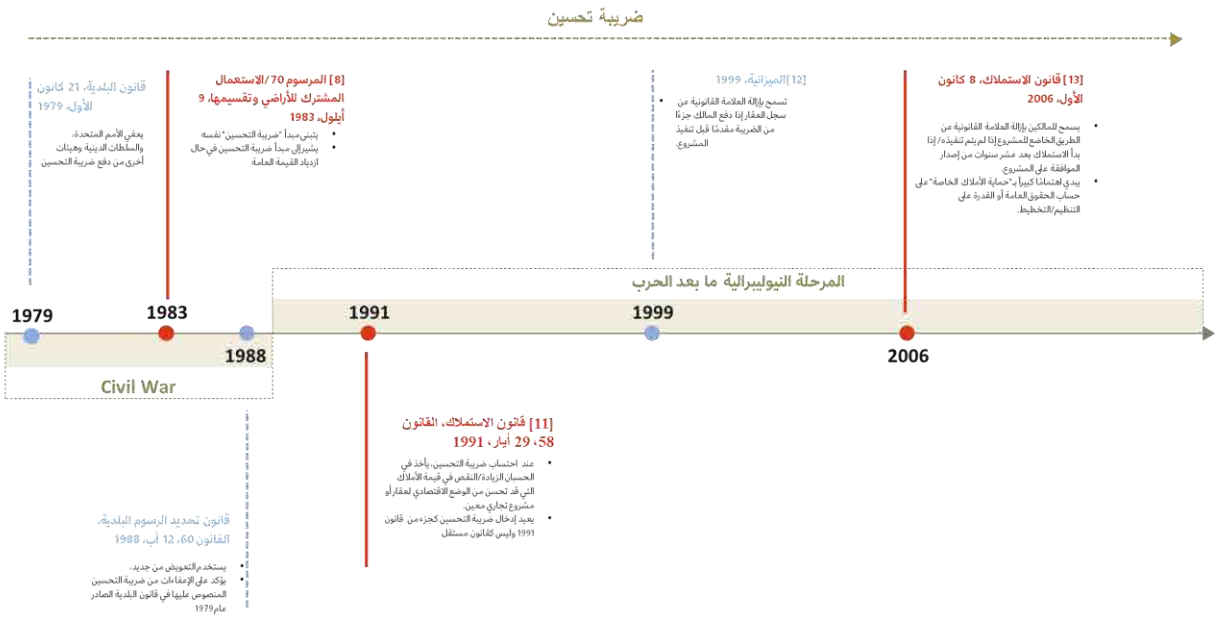 ضريبة تحسين
قانون البلدية، 21 كانون
الأول، 1979
يعفي الأمم المتحدة،
والسلطات الدينية وهيئات
أخرى من دفع ضريبة التحسين
[8] المرسوم 70/الاستعمال
المشترك للأراضي وتقسيمها، 9
أيلول، 1983
• يتبنى مبدأ "ضريبة التحسين" نفسه
• يشير إلى مبدأ ضريبة التحسين في حال
ازدياد القيمة العامة
[12] الميزانية، 1999
• تسمح بإزالة العلامة القانونية عن
سجل العقار إذا دفع المالك جزءًا
من الضريبة مقدمًا قبل تنفيذ
المشروع.
[13] قانون الاستملاك، 8 كانون
الأول، 2006
• يسمح للمالكين بإزالة العلامة القانونية عن
الطريق الخاضع للمشروع إذا لم يتم تنفيذه/ إذا
بدأ الاستملاك بعد عشر سنوات من إصدار
الموافقة على المشروع.
• يبدي اهتمامًا كبيرًا بـ"حماية الأملاك الخاصة" على
حساب الحقوق العامة أو القدرة على
التنظيم/التخطيط.
المرحلة النيوليبرالية ما بعد الحرب
1979
1983
1988
1991
1999
2006
Civil War
[11] قانون الاستملاك، القانون
58، 29 أيار، 1991
• عند احتساب ضريبة التحسين، يأخذ في
الحسبان الزيادة/النقص في قيمة الأملاك
التي قد تحسن من الوضع الاقتصادي لعقار أو
مشروع تجاري معين.
• يعيد إدخال ضريبة التحسين كجزء من قانون
1991 وليس كقانون مستقل
قانون تحديد الرسوم البلدية،
القانون 60، 12 آب، 1988
• يستخدم التعويض من جديد.
• يؤكد على الإعفاءات من ضريبة التحسين
المنصوص عليها في قانون البلدية الصادر
عام 1979